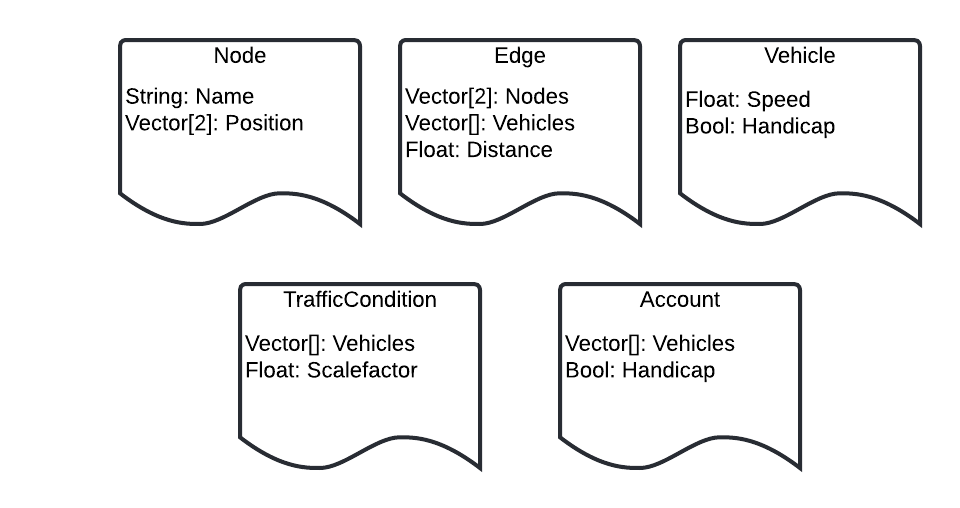 Node
String: Name
Vector[2]: Position
Edge
Vector[2]: Nodes
Vector[]: Vehicles
Float: Distance
Vehicle
Float: Speed
Bool: Handicap
TrafficCondition
Vector[]: Vehicles
Float: Scalefactor
Account
Vector[]: Vehicles
Bool: Handicap